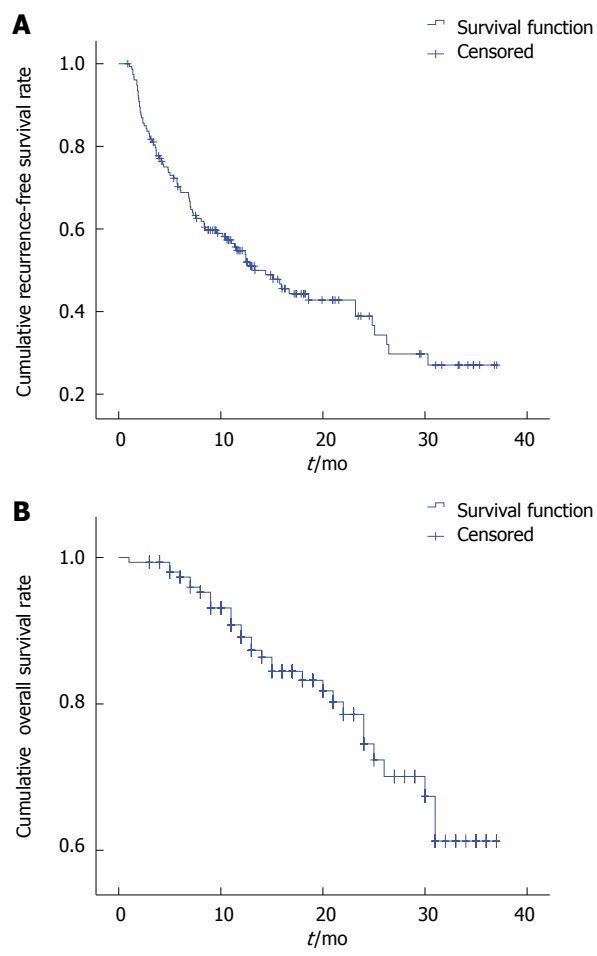 A
Survival function
Censored
Cumulative recurrence-free survival rate
1.0
0.8
0.6
0.4
0.2
0 10 20 30 40
t/mo
B
Survival function
Censored
Cumulative overall survival rate
1.0
0.8
0.6
0 10 20 30 40
t/mo